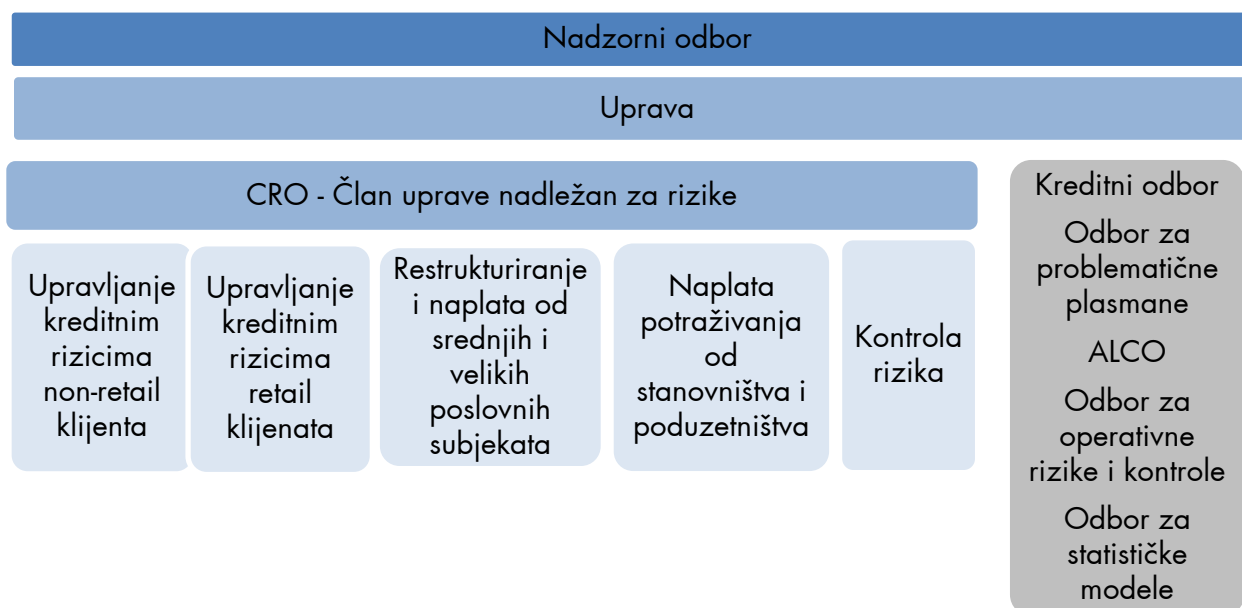 Nadzorni odbor
Uprava
CRO - Član uprave nadležan za rizike
Upravljanje
kreditnim
rizicima
non-retail
klijenta
Upravljanje
kreditnim
rizicima
retail
klijenata
Restrukturiranje
i naplata od
srednjih i
velikih
poslovnih
subjekata
Naplata
potraživanja
od
stanovništva i
poduzetništva
Kontrola
rizika
Kreditni odbor
Odbor za
problematične
plasmane
ALCO
Odbor za
operativne
rizike i kontrole
Odbor za
statističke
modele